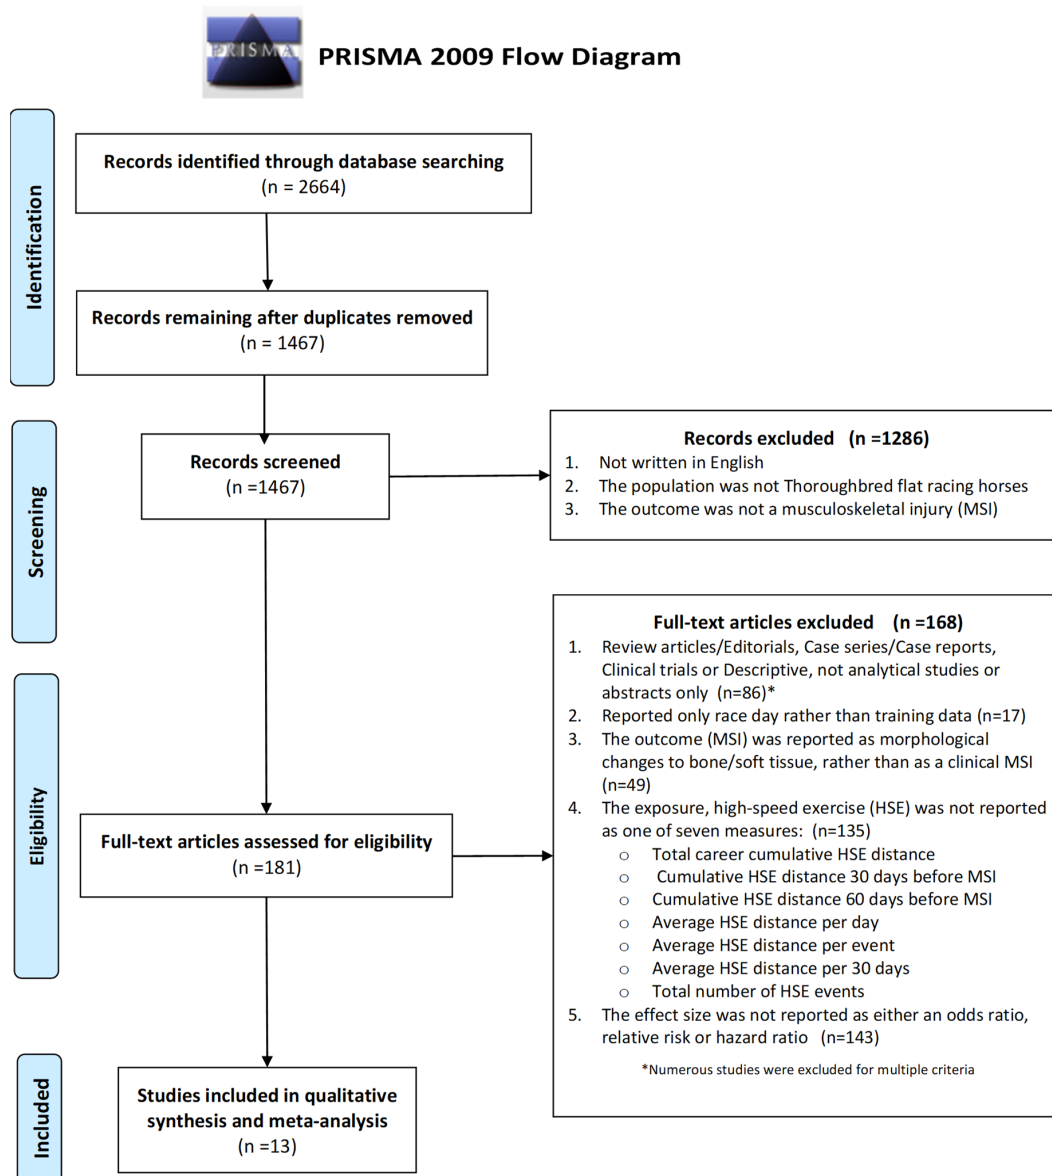 PRISMA
PRISMA 2009 Flow Diagram
Identification
Records identified through database searching
(n = 2664)
Records remaining after duplicates removed
(n = 1467)
Screening
Records screened
(n =1467)
Records excluded (n =1286)
1. Not written in English
2. The population was not Thoroughbred flat racing horses
3. The outcome was not a musculoskeletal injury (MSI)
Eligibility
Full-text articles assessed for eligibility
(n =181)
Full-text articles excluded (n =168)
1. Review articles/Editorials, Case series/Case reports,
Clinical trials or Descriptive, not analytical studies or
abstracts only (n=86)*
2. Reported only race day rather than training data (n=17)
3. The outcome (MSI) was reported as morphological
changes to bone/soft tissue, rather than as a clinical MSI
(n=49)
4. The exposure, high-speed exercise (HSE) was not reported
as one of seven measures: (n=135)
o Total career cumulative HSE distance
o Cumulative HSE distance 30 days before MSI
o Cumulative HSE distance 60 days before MSI
o Average HSE distance per day
o Average HSE distance per event
o Average HSE distance per 30 days
o Total number of HSE events
5. The effect size was not reported as either an odds ratio,
relative risk or hazard ratio (n=143)
*Numerous studies were excluded for multiple criteria
Included
Studies included in qualitative
synthesis and meta-analysis
(n =13)